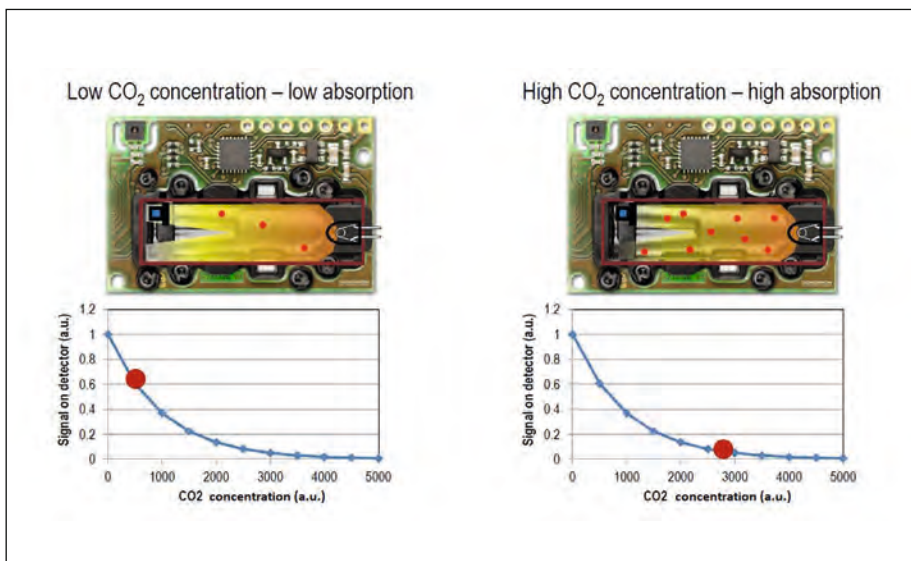 Low CO₂ concentration – low absorption
High CO₂ concentration – high absorption
Signal on detector (a.u.)
1.2
1
0.8
0.6
0.4
0.2
0
0 1000 2000 3000 4000 5000
CO2 concentration (a.u.)
Signal on detector (a.u.)
1.2
1
0.8
0.6
0.4
0.2
0
0 1000 2000 3000 4000 5000
CO2 concentration (a.u.)